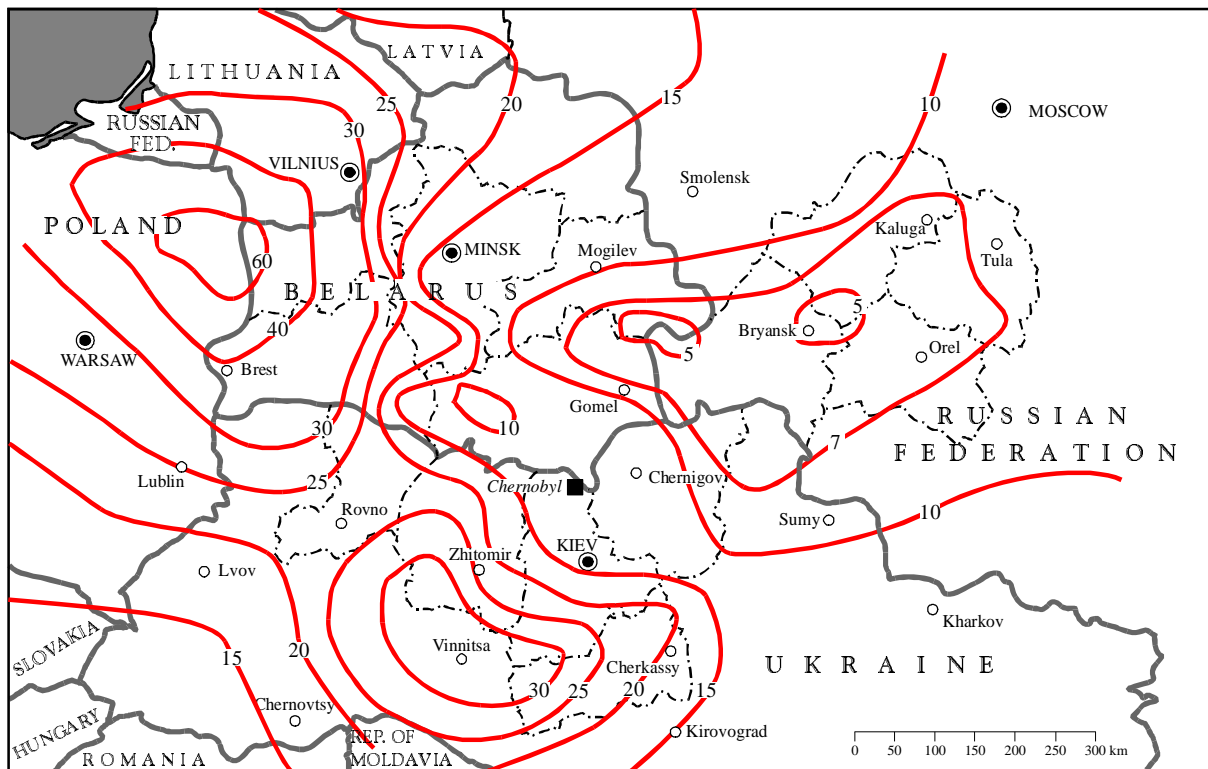 LATVIA
LITHUANIA
25
20
15
10
MOSCOW
RUSSIAN
FED.
30
VILNIUS
Smolensk
POLAND
Kaluga
Tula
60
MINSK
Mogilev
BELARUS
40
5
Bryansk
5
Orel
WARSAW
Brest
Gomel
10
RUSSIAN
FEDERATION
30
7
Lublin
25
Chernobyl
Chernigov
Rovno
Sumy
10
KIEV
Zhitomir
Lvov
Kharkov
SLOVAKIA
15
20
Vinnitsa
Cherkassy
UKRAINE
30
25
20
15
Chernovtsy
HUNGARY
REP. OF
MOLDAVIA
Kirovograd
ROMANIA
0 50 100 150 200 250 300 km